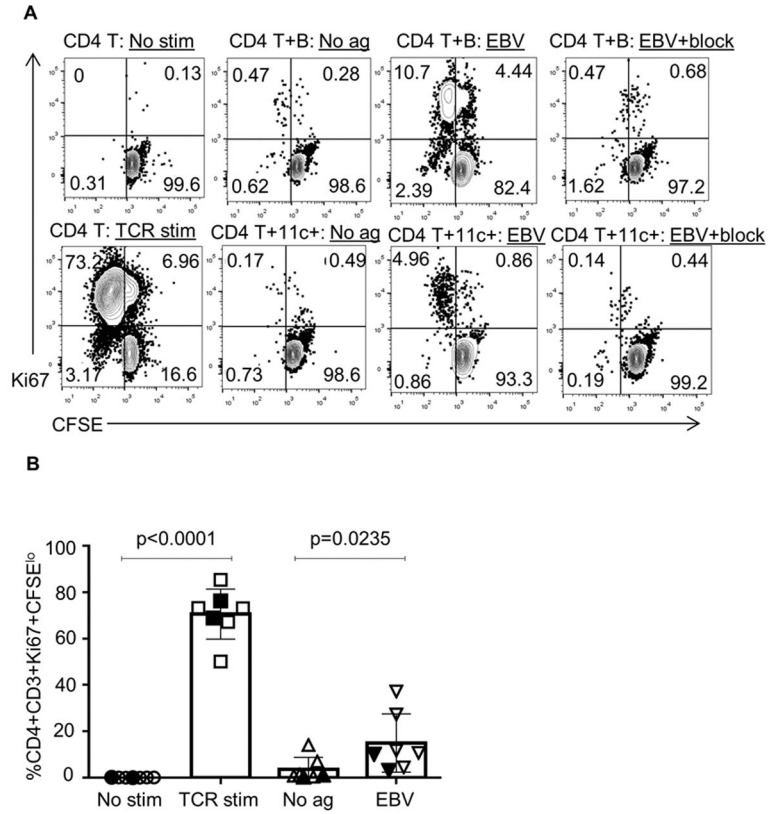 A
CD4 T: No stim CD4 T+B: No ag CD4 T+B: EBV CD4 T+B: EBV+block
0 0.13 0.47 0.28 10.7 4.44 0.47 0.68
0.31 99.6 0.62 98.6 2.39 82.4 1.62 97.2
CD4 T: TCR stim CD4 T+11c+: No ag CD4 T+11c+: EBV CD4 T+11c+: EBV+block
6.96 0.17 0.49 4.96 0.86 0.14 0.44
3.17 16.6 0.73 98.6 0.86 93.3 0.19 99.2
Ki67
CFSE
B
%CD4+CD3+Ki67+CFSElo
p<0.0001 p=0.0235
100
80
60
40
20
0
No stim TCR stim No ag EBV